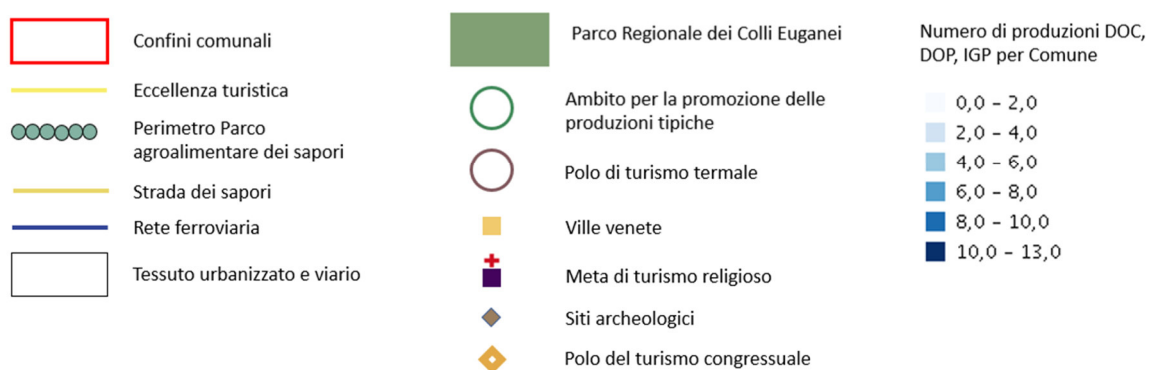 Confini comunali
Eccellenza turistica
Perimetro Parco
agroalimentare dei sapori
Strada dei sapori
Rete ferroviaria
Tessuto urbanizzato e viario
Parco Regionale dei Colli Euganei
Ambito per la promozione delle
produzioni tipiche
Polo di turismo termale
Ville venete
Meta di turismo religioso
Siti archeologici
Polo del turismo congressuale
Numero di produzioni DOC,
DOP, IGP per Comune
0,0 – 2,0
2,0 – 4,0
4,0 – 6,0
6,0 – 8,0
8,0 – 10,0
10,0 – 13,0